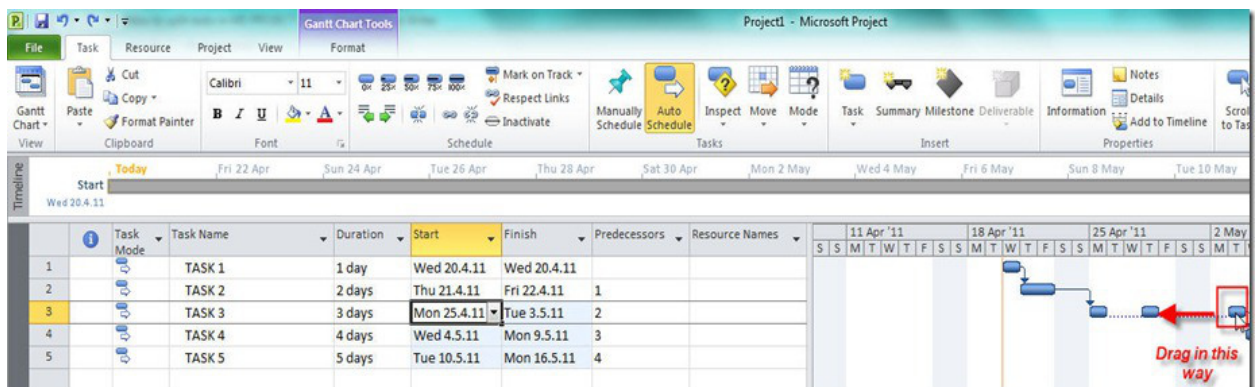 Gantt Chart Tools
Project1 - Microsoft Project
File Task Resource Project View Format
Gantt Chart
Paste
Cut
Copy
Format Painter
Calibri 11
B I U A
0% 25% 50% 75% 100%
Mark on Track
Respect Links
Inactivate
Manually Schedule
Auto Schedule
Inspect Move Mode
Task Summary Milestone Deliverable
Information
Notes
Details
Add to Timeline
Scroll to Tas
View Clipboard Font Schedule Tasks Insert Properties
Timeline
Today Fri 22 Apr Sun 24 Apr Tue 26 Apr Thu 28 Apr Sat 30 Apr Mon 2 May Wed 4 May Fri 6 May Sun 8 May Tue 10 May
Start
Wed 20.4.11
Task Mode Task Name Duration Start Finish Predecessors Resource Names
11 Apr '11 18 Apr '11 25 Apr '11 2 May
S S M T W T F S S M T W T F S S M T W T F S S M T
1 TASK 1 1 day Wed 20.4.11 Wed 20.4.11
2 TASK 2 2 days Thu 21.4.11 Fri 22.4.11 1
3 TASK 3 3 days Mon 25.4.11 Tue 3.5.11 2
4 TASK 4 4 days Wed 4.5.11 Mon 9.5.11 3
5 TASK 5 5 days Tue 10.5.11 Mon 16.5.11 4
Drag in this
way